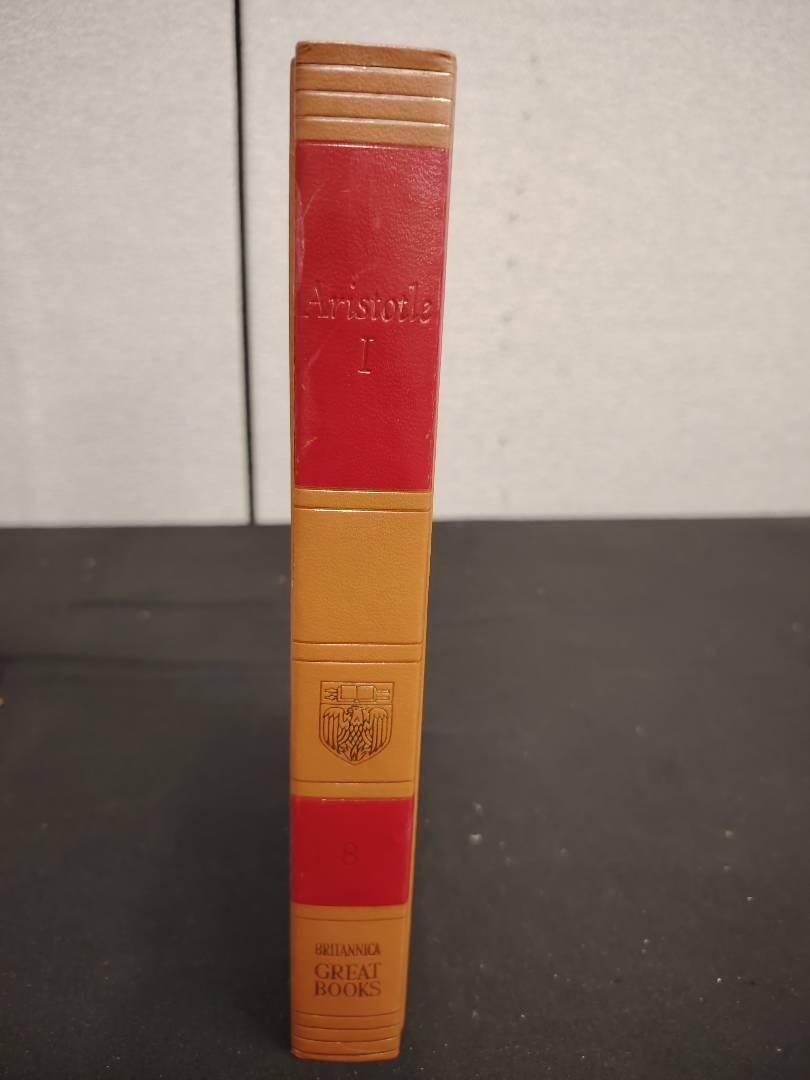 Aristotle
I
8
BRITANNICA
GREAT
BOOKS